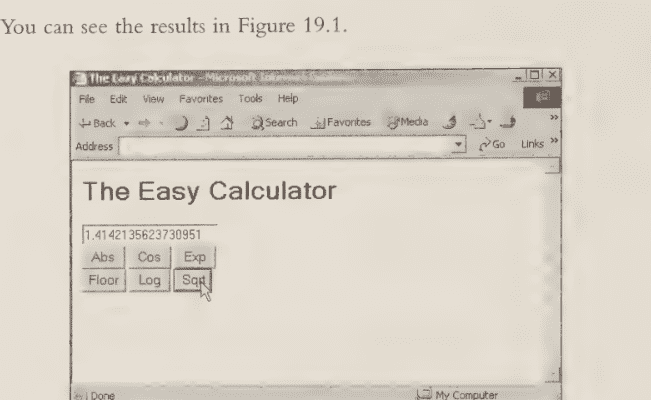 You can see the results in Figure 19.1.
The Easy Calculator - Microsoft Internet
File Edit View Favorites Tools Help
Back Search Favorites Media »
Address Go Links »
The Easy Calculator
1.4142135623730951
Abs Cos Exp
Floor Log Sqrt
Done My Computer